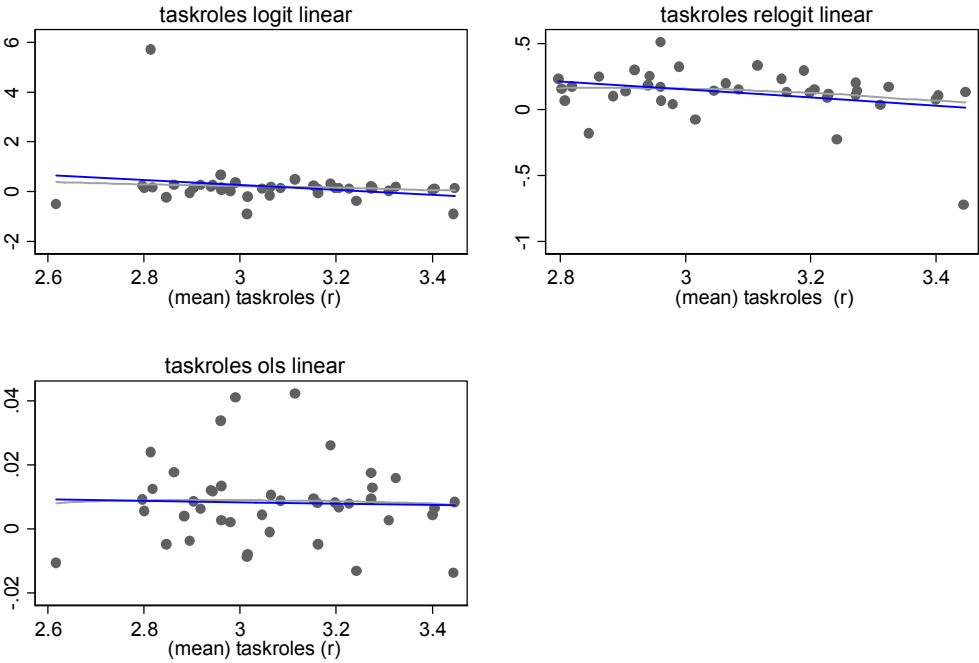 taskroles logit linear
6
4
2
0
-2
2.6 2.8 3 3.2 3.4
(mean) taskroles (r)
taskroles relogit linear
.5
0
-.5
-1
2.8 3 3.2 3.4
(mean) taskroles (r)
taskroles ols linear
.04
.02
0
-.02
2.6 2.8 3 3.2 3.4
(mean) taskroles (r)